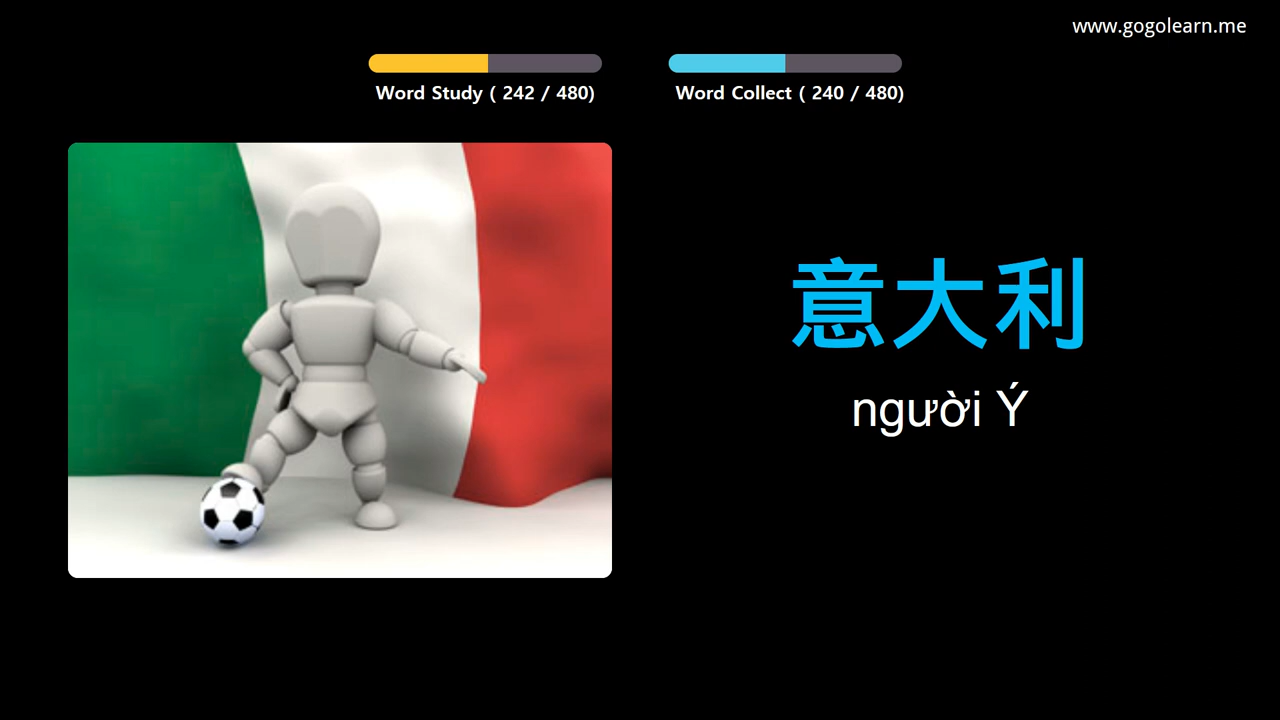 www.gogolearn.me
Word Study ( 242 / 480)
Word Collect ( 240 / 480)
意大利
người Ý